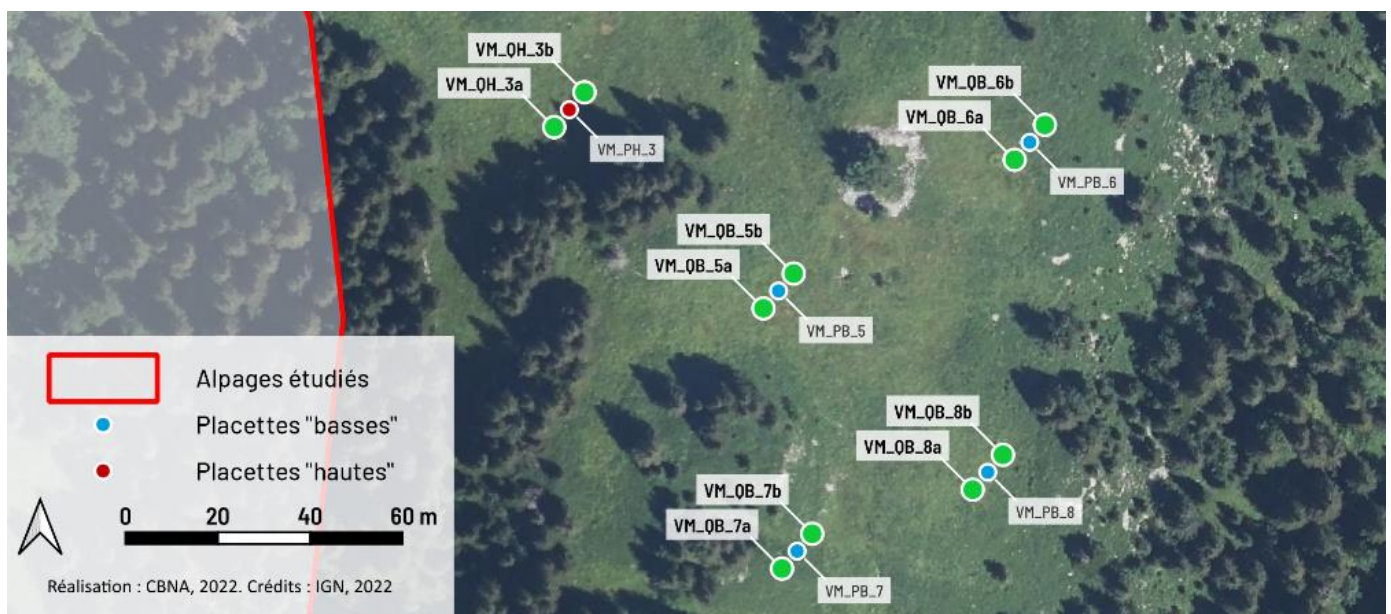 VM_QH_3b
VM_QH_3a
VM_PH_3
VM_QB_6b
VM_QB_6a
VM_PB_6
VM_QB_5b
VM_QB_5a
VM_PB_5
VM_QB_8b
VM_QB_8a
VM_PB_8
VM_QB_7b
VM_QB_7a
VM_PB_7
Alpages étudiés
Placettes "basses"
Placettes "hautes"
0 20 40 60 m
Réalisation : CBNA, 2022. Crédits : IGN, 2022